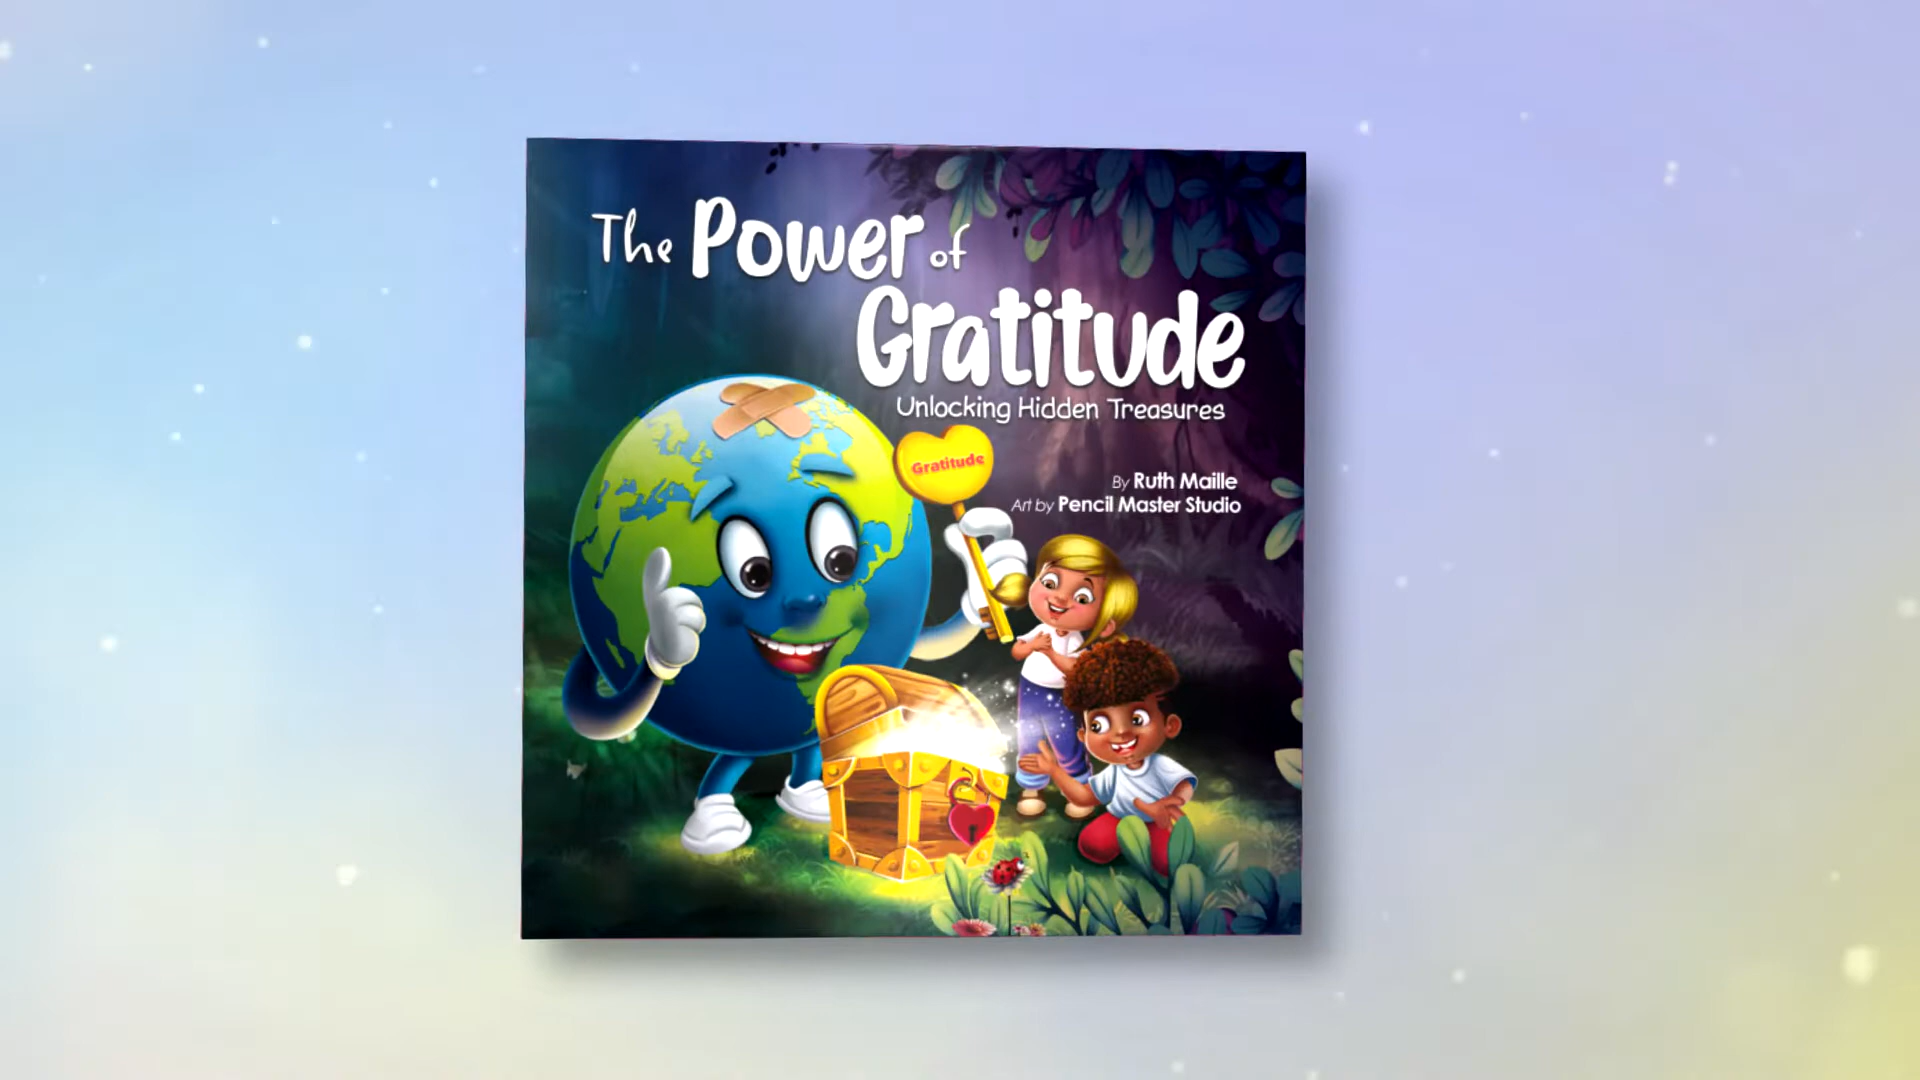 The Power of
Gratitude
Unlocking Hidden Treasures
Gratitude
By Ruth Maille
Art by Pencil Master Studio